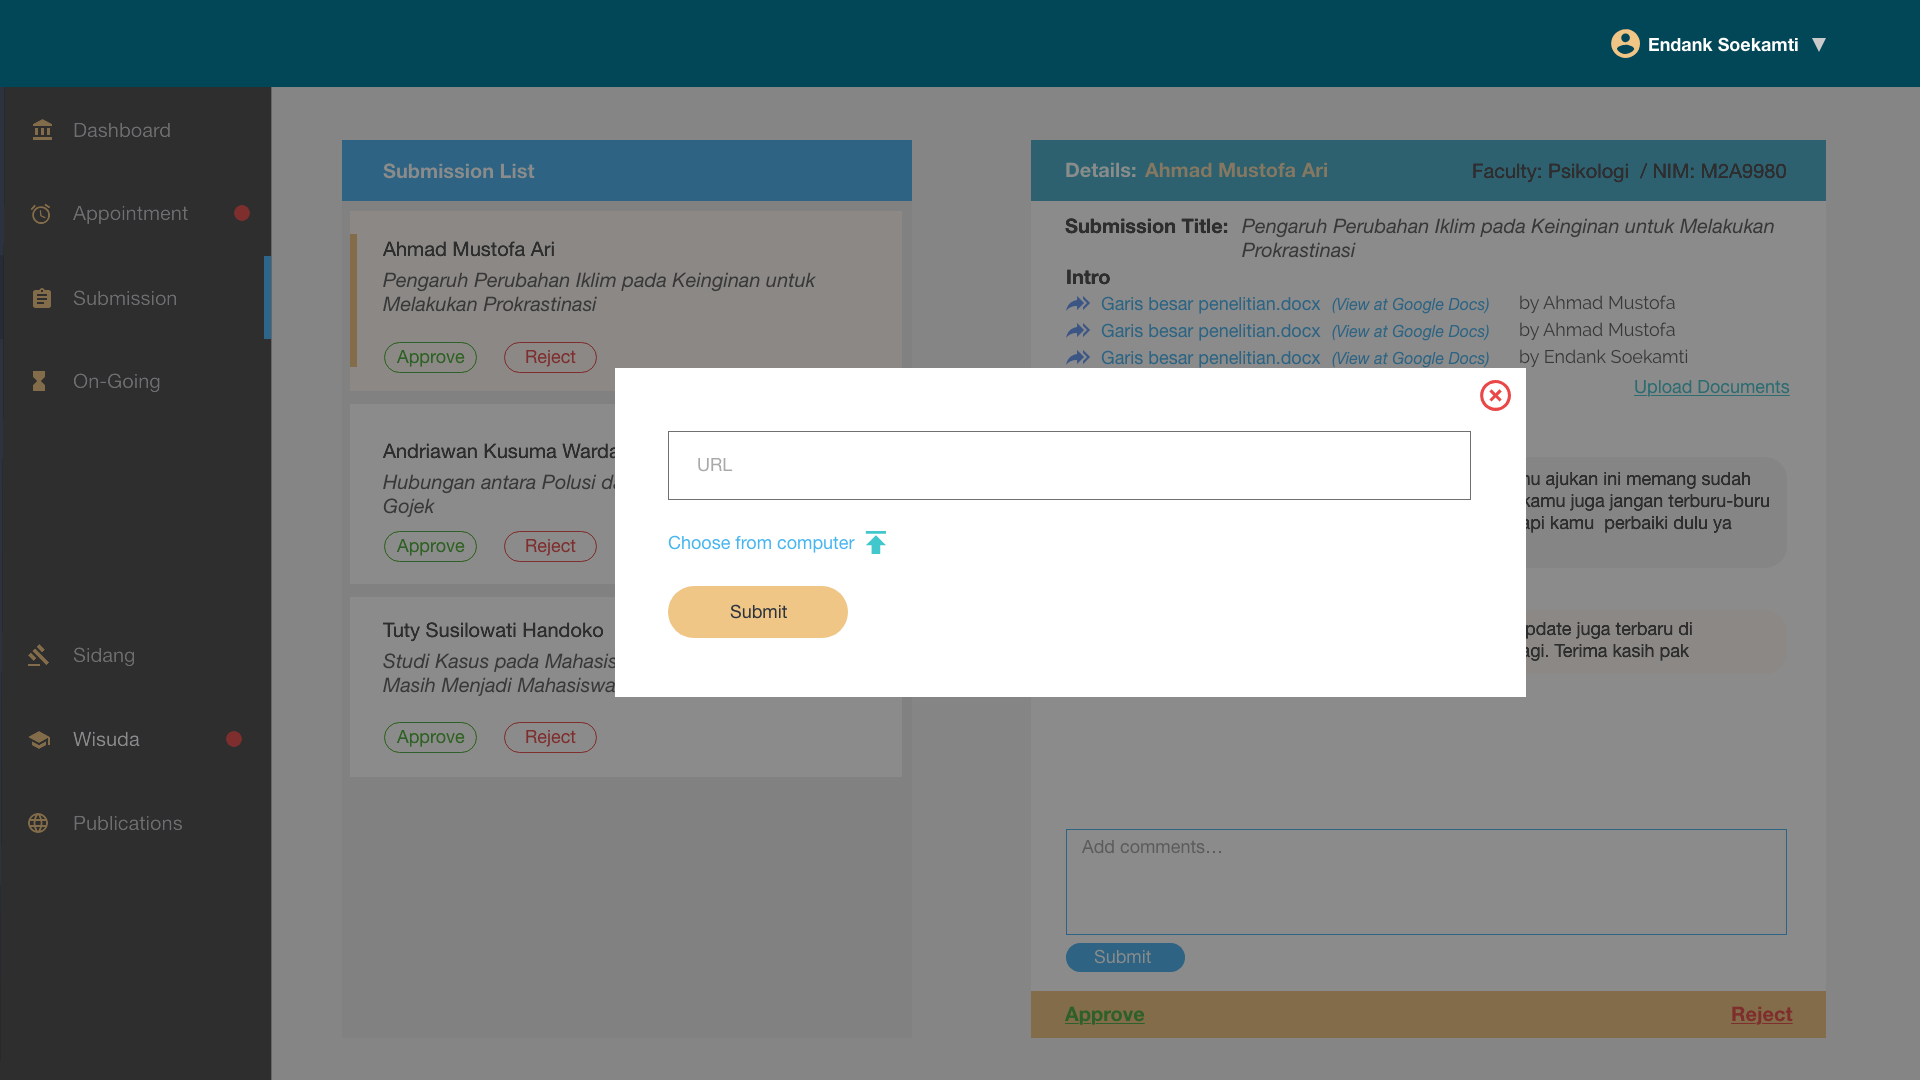 Endank Soekamti
Dashboard
Appointment
Submission
On-Going
Sidang
Wisuda
Publications
Submission List
Ahmad Mustofa Ari
Pengaruh Perubahan Iklim pada Keinginan untuk
Melakukan Prokrastinasi
Approve Reject
Andriawan Kusuma
Hubungan antara Polusi
Gojek
Approve Reject
Tuty Susilowati Handoko
Studi Kasus pada
Masih Menjadi Mahasiswa
Approve Reject
Details: Ahmad Mustofa Ari Faculty: Psikologi / NIM: M2A9980
Submission Title: Pengaruh Perubahan Iklim pada Keinginan untuk Melakukan
Prokrastinasi
Intro
Garis besar penelitian.docx (View at Google Docs) by Ahmad Mustofa
Garis besar penelitian.docx (View at Google Docs) by Ahmad Mustofa
Garis besar penelitian.docx (View at Google Docs) by Endank Soekamti
Upload Documents
ajukan ini memang sudah
kamu juga jangan terburu-buru
kamu perbaiki dulu ya
juga terbaru di
Terima kasih pak
Add comments...
Submit
Approve Reject
URL
Choose from computer
Submit